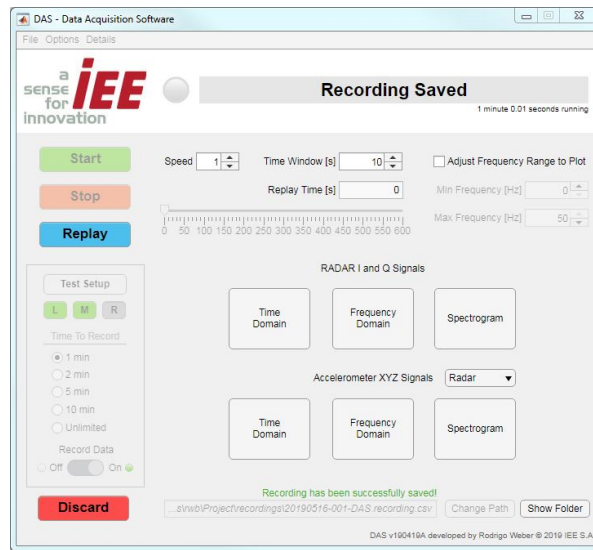 DAS - Data Acquisition Software
File Options Details
a
sense
for
innovation
iEE
Recording Saved
1 minute 0.01 seconds running
Start
Speed 1 Time Window [s] 10 Adjust Frequency Range to Plot
Stop
Replay Time [s] 0 Min Frequency [Hz] 0
Max Frequency [Hz] 50
Replay
0 50 100 150 200 250 300 350 400 450 500 550 600
Test Setup
L M R
Time To Record
1 min
2 min
5 min
10 min
Unlimited
Record Data
Off On
RADAR I and Q Signals
Time
Domain
Frequency
Domain
Spectrogram
Accelerometer XYZ Signals Radar
Time
Domain
Frequency
Domain
Spectrogram
Recording has been successfully saved!
Discard
...s\rwb\Project\recordings\20190516-001-DAS.recording.csv Change Path Show Folder
DAS v190419A developed by Rodrigo Weber @ 2019 IEE S.A